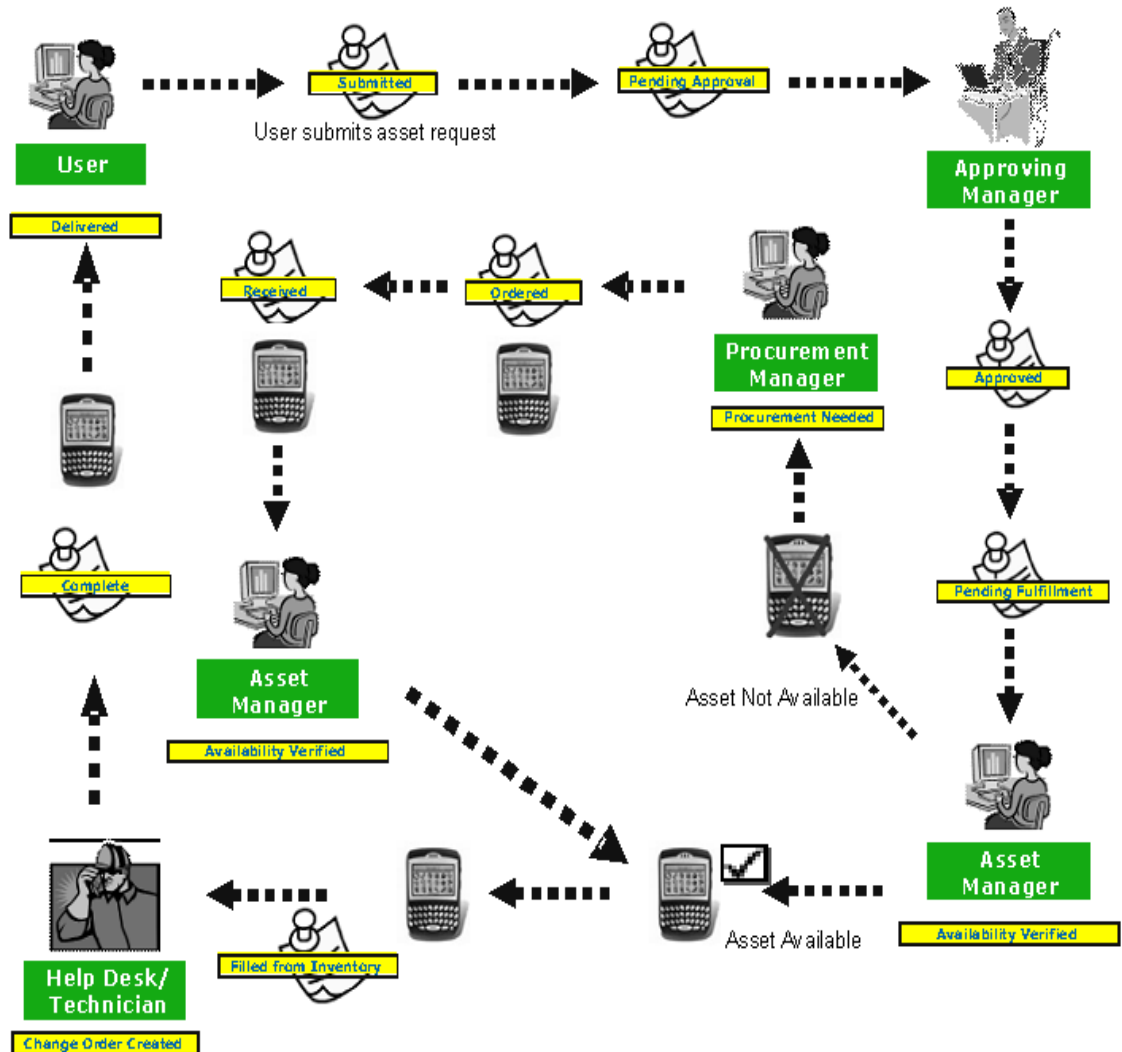 Submitted
Pending Approval
User submits asset request
User
Approving
Manager
Delivered
Received
Ordered
Procurement
Manager
Procurement Needed
Approved
Complete
Pending Fulfillment
Asset
Manager
Availability Verified
Asset Not Available
Asset
Manager
Availability Verified
Asset Available
Filled from Inventory
Help Desk/
Technician
Change Order Created